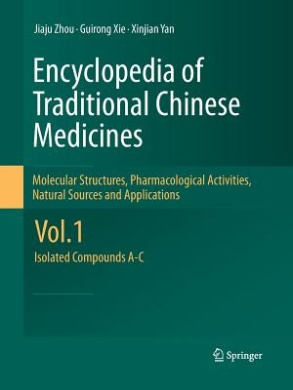 Jiaju Zhou · Guirong Xie · Xinjian Yan
Encyclopedia of
Traditional Chinese
Medicines
Molecular Structures, Pharmacological Activities,
Natural Sources and Applications
Vol.1
Isolated Compounds A-C
Springer